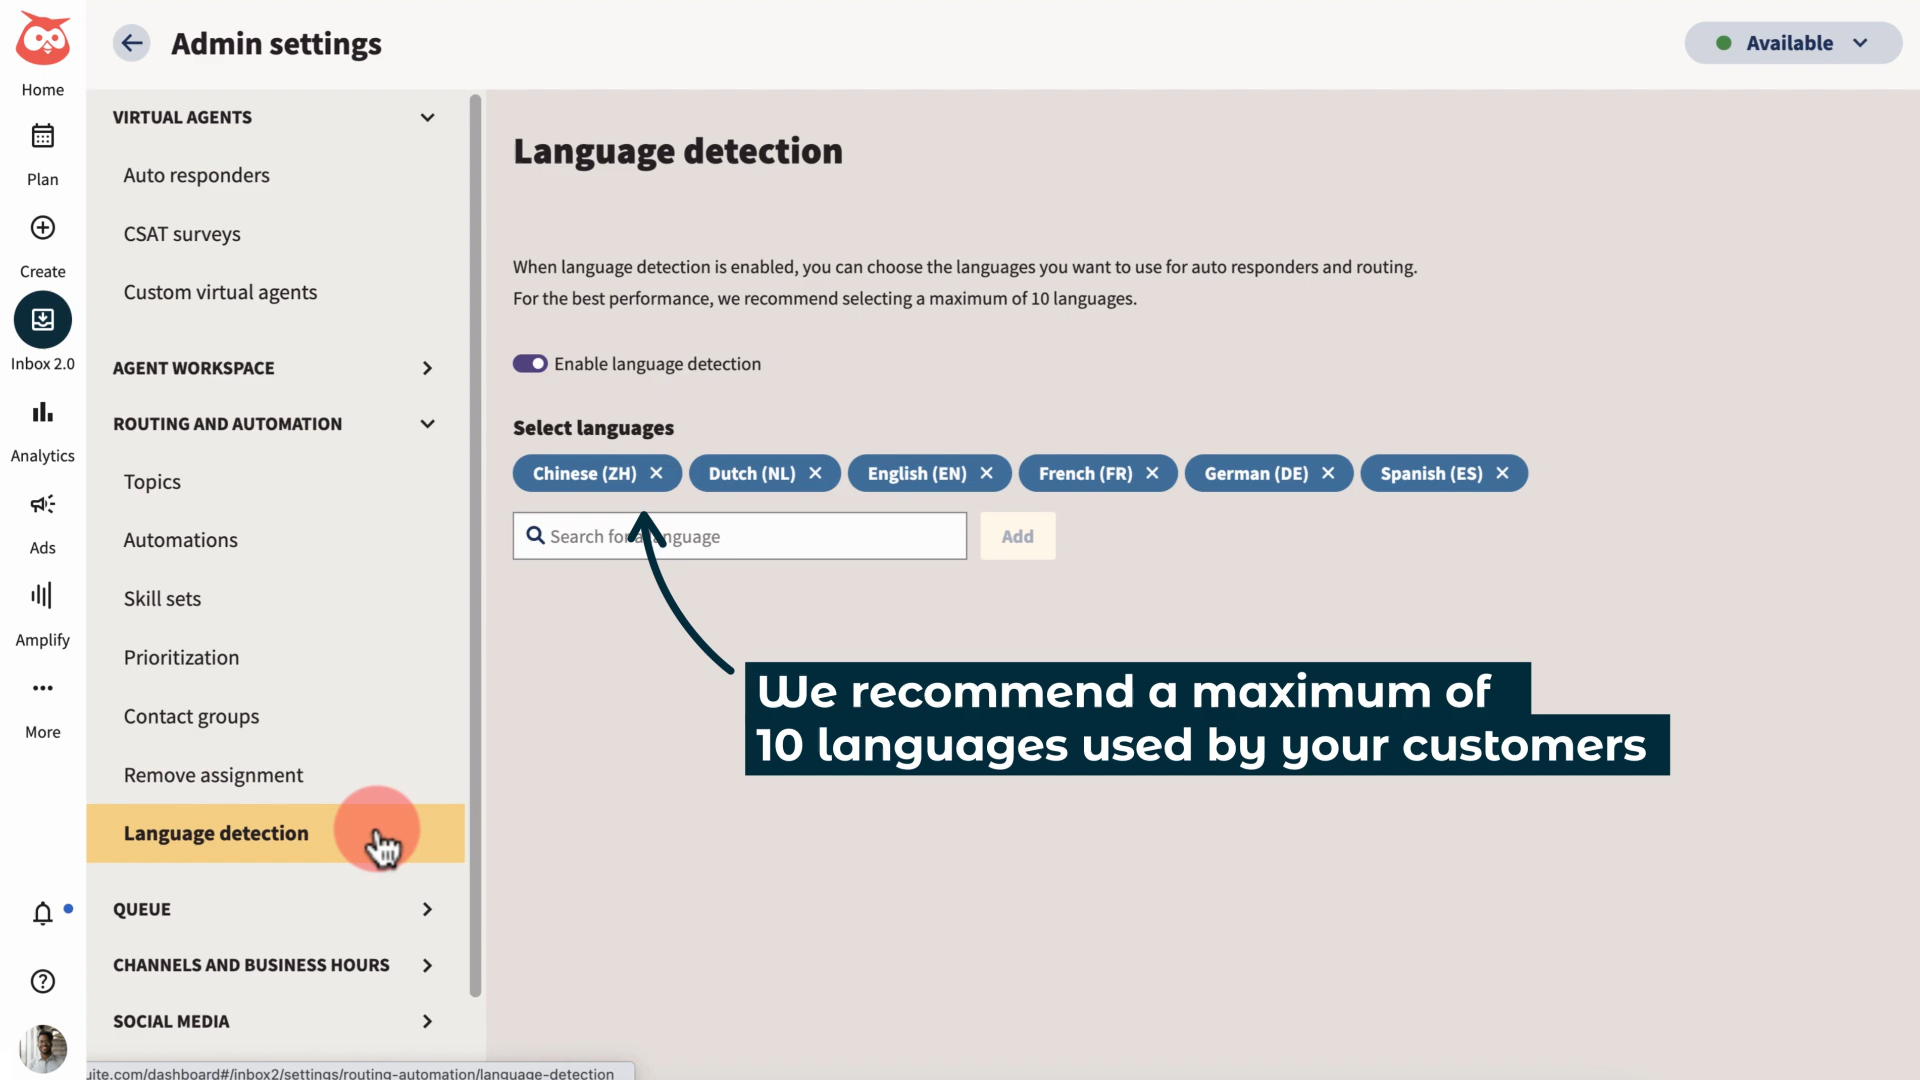 Admin settings
Available
Home
Plan
Create
Inbox 2.0
Analytics
Ads
Amplify
More
VIRTUAL AGENTS
Auto responders
CSAT surveys
Custom virtual agents
AGENT WORKSPACE
ROUTING AND AUTOMATION
Topics
Automations
Skill sets
Prioritization
Contact groups
Remove assignment
Language detection
QUEUE
CHANNELS AND BUSINESS HOURS
SOCIAL MEDIA
Language detection
When language detection is enabled, you can choose the languages you want to use for auto responders and routing.
For the best performance, we recommend selecting a maximum of 10 languages.
Enable language detection
Select languages
Chinese (ZH) Dutch (NL) English (EN) French (FR) German (DE) Spanish (ES)
Search for a language Add
We recommend a maximum of
10 languages used by your customers
uite.com/dashboard#/inbox2/settings/routing-automation/language-detection